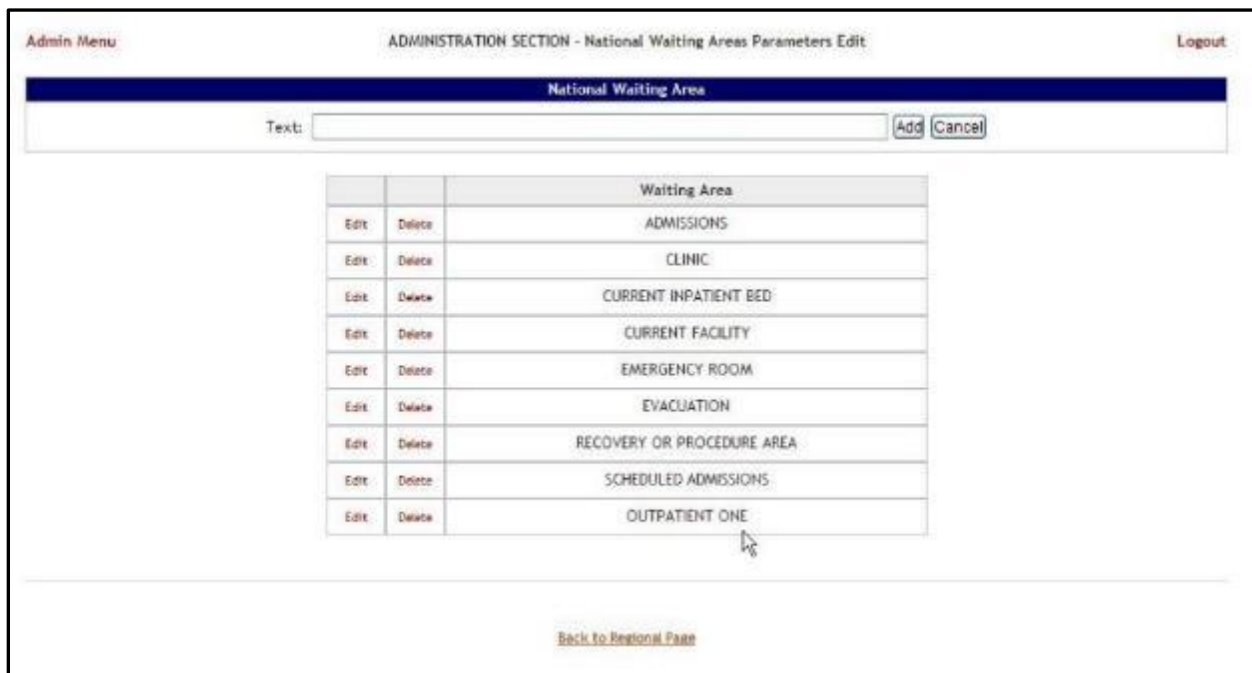 Admin Menu ADMINISTRATION SECTION - National Waiting Areas Parameters Edit Logout
National Waiting Area
Text: Add Cancel
Waiting Area
Edit Delete ADMISSIONS
Edit Delete CLINIC
Edit Delete CURRENT INPATIENT BED
Edit Delete CURRENT FACILITY
Edit Delete EMERGENCY ROOM
Edit Delete EVACUATION
Edit Delete RECOVERY OR PROCEDURE AREA
Edit Delete SCHEDULED ADMISSIONS
Edit Delete OUTPATIENT ONE
Back to Regional Page